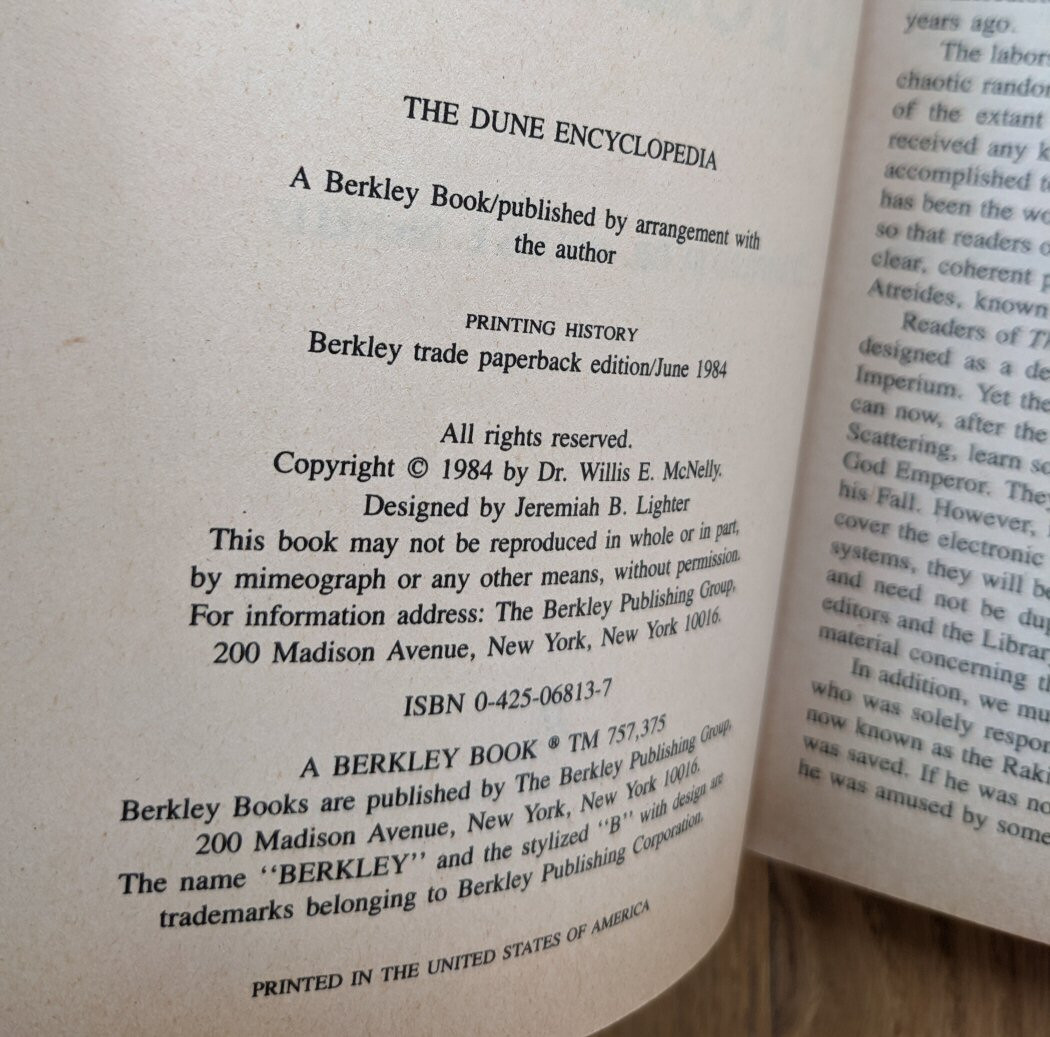 THE DUNE ENCYCLOPEDIA
A Berkley Book/published by arrangement with
the author
PRINTING HISTORY
Berkley trade paperback edition/June 1984
All rights reserved.
Copyright © 1984 by Dr. Willis E. McNelly.
Designed by Jeremiah B. Lighter
This book may not be reproduced in whole or in part,
by mimeograph or any other means, without permission.
For information address: The Berkley Publishing Group,
200 Madison Avenue, New York, New York 10016.
ISBN 0-425-06813-7
A BERKLEY BOOK ® TM 757,375
Berkley Books are published by The Berkley Publishing Group,
200 Madison Avenue, New York, New York 10016.
The name "BERKLEY" and the stylized "B" with design are
trademarks belonging to Berkley Publishing Corporation.
PRINTED IN THE UNITED STATES OF AMERICA
years ago.
The labors
chaotic
of the extant
received any
accomplished
has been the
so that readers
clear, coherent
Atreides, known
Readers of
designed as a
Imperium. Yet the
can now, after the
Scattering, learn
God Emperor. They
his Fall. However,
cover the electronic
systems, they will
and need not be
editors and the
material concerning
In addition, we
who was solely
now known as the
was saved. If he was
he was amused by some